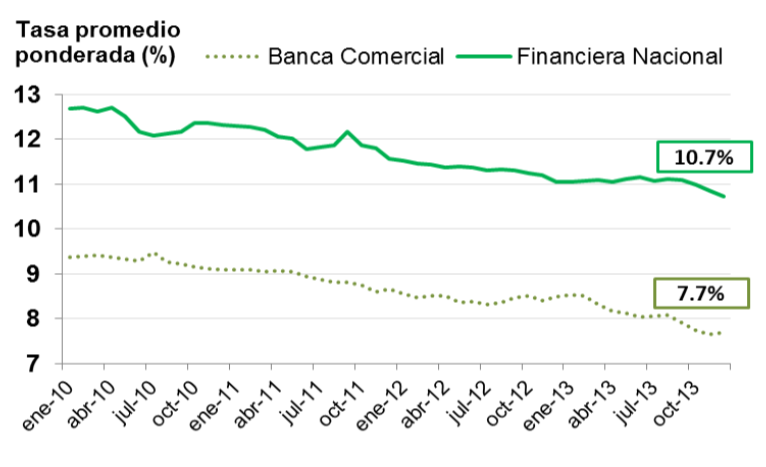 Tasa promedio
ponderada (%)
Banca Comercial
Financiera Nacional
13
12
11
10
9
8
7
10.7%
7.7%
ene-10
abr-10
jul-10
oct-10
ene-11
abr-11
jul-11
oct-11
ene-12
abr-12
jul-12
oct-12
ene-13
abr-13
jul-13
oct-13